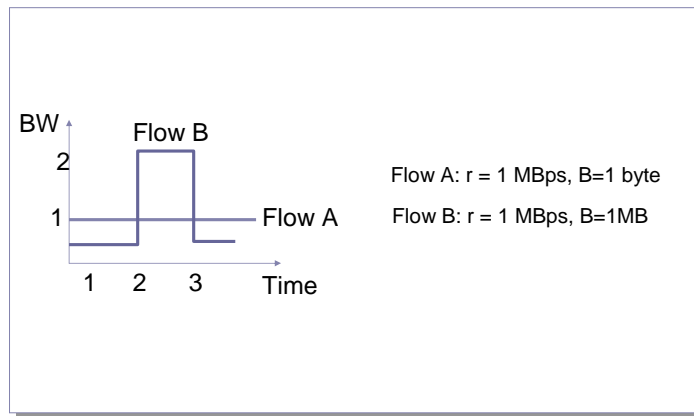 BW
Flow B
2
Flow A: r = 1 MBps, B=1 byte
1
Flow A
Flow B: r = 1 MBps, B=1MB
1 2 3 Time